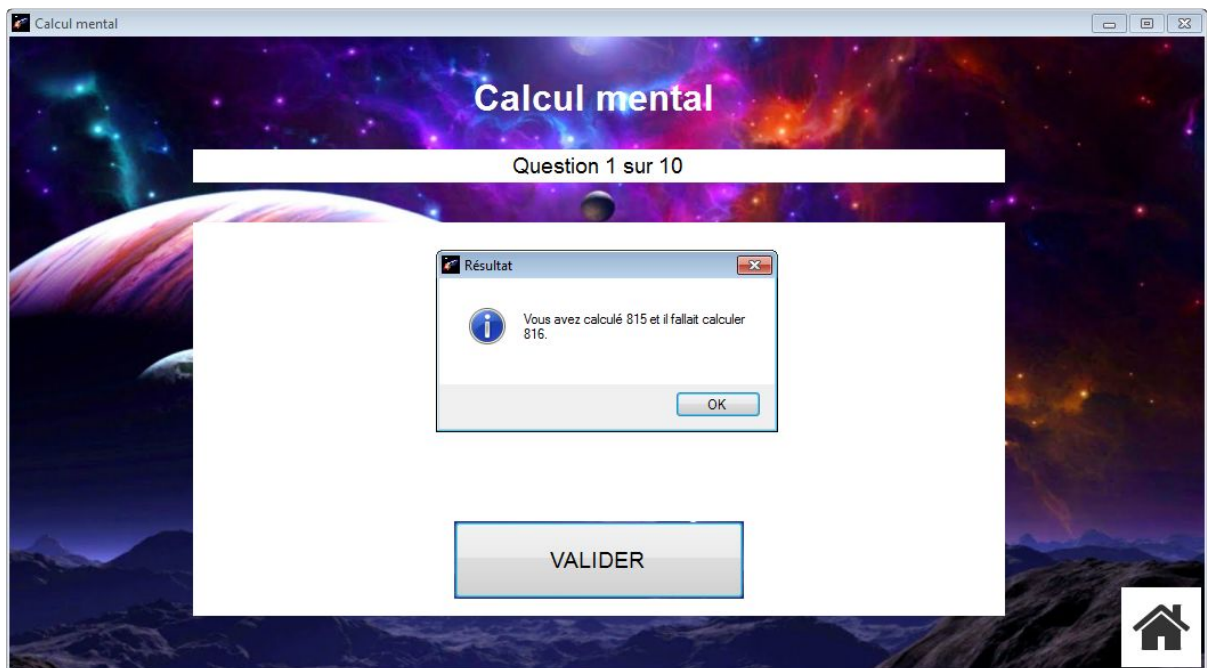 Calcul mental
Calcul mental
Question 1 sur 10
Résultat
Vous avez calculé 815 et il fallait calculer
816.
OK
VALIDER